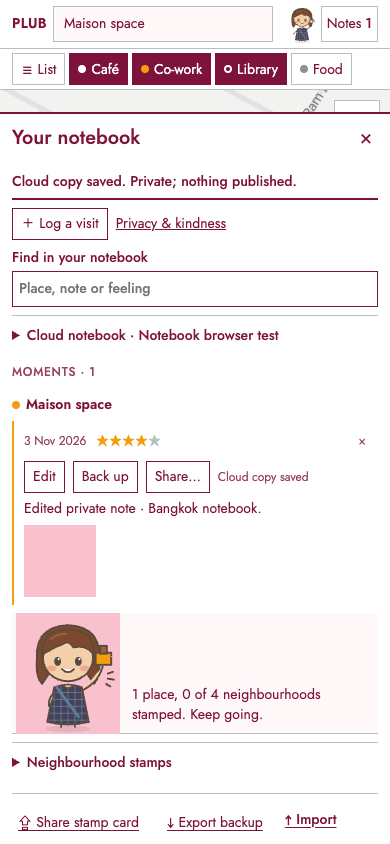 PLUB Maison space Notes 1
≡ List Café Co-work Library Food
Your notebook ×
Cloud copy saved. Private; nothing published.
+ Log a visit Privacy & kindness
Find in your notebook
Place, note or feeling
▶ Cloud notebook · Notebook browser test
MOMENTS · 1
Maison space
3 Nov 2026 ★★★★★ ×
Edit Back up Share... Cloud copy saved
Edited private note · Bangkok notebook.
1 place, 0 of 4 neighbourhoods
stamped. Keep going.
▶ Neighbourhood stamps
Share stamp card ↓ Export backup ↑ Import